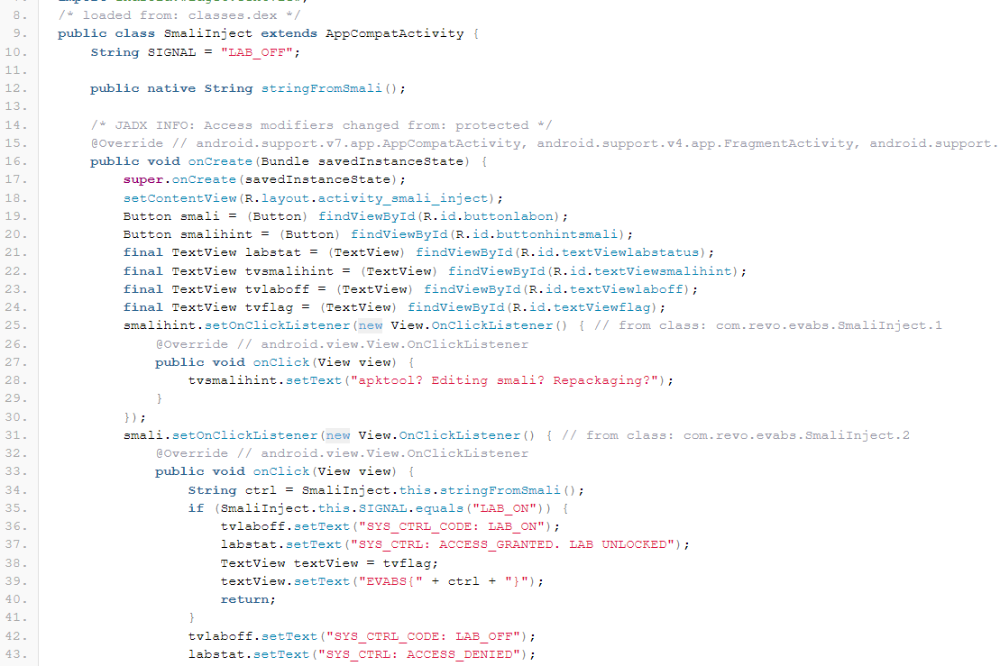 8. /* loaded from: classes.dex */
9. public class SmaliInject extends AppCompatActivity {
10. String SIGNAL = "LAB_OFF";
11.
12. public native String stringFromSmali();
13.
14. /* JADX INFO: Access modifiers changed from: protected */
15. @Override // android.support.v7.app.AppCompatActivity, android.support.v4.app.FragmentActivity, android.support.
16. public void onCreate(Bundle savedInstanceState) {
17. super.onCreate(savedInstanceState);
18. setContentView(R.layout.activity_smali_inject);
19. Button smali = (Button) findViewById(R.id.buttonlabon);
20. Button smalihint = (Button) findViewById(R.id.buttonhintsmali);
21. final TextView labstat = (TextView) findViewById(R.id.textViewlabstatus);
22. final TextView tvsmalihint = (TextView) findViewById(R.id.textViewsmalihint);
23. final TextView tvlaboff = (TextView) findViewById(R.id.textViewlaboff);
24. final TextView tvflag = (TextView) findViewById(R.id.textViewflag);
25. smalihint.setOnClickListener(new View.OnClickListener() { // from class: com.revo.evabs.SmaliInject.1
26. @Override // android.view.View.OnClickListener
27. public void onClick(View view) {
28. tvsmalihint.setText("apktool? Editing smali? Repackaging?");
29. }
30. });
31. smali.setOnClickListener(new View.OnClickListener() { // from class: com.revo.evabs.SmaliInject.2
32. @Override // android.view.View.OnClickListener
33. public void onClick(View view) {
34. String ctrl = SmaliInject.this.stringFromSmali();
35. if (SmaliInject.this.SIGNAL.equals("LAB_ON")) {
36. tvlaboff.setText("SYS_CTRL_CODE: LAB_ON");
37. labstat.setText("SYS_CTRL: ACCESS_GRANTED. LAB UNLOCKED");
38. TextView textView = tvflag;
39. textView.setText("EVABS{" + ctrl + "}");
40. return;
41. }
42. tvlaboff.setText("SYS_CTRL_CODE: LAB_OFF");
43. labstat.setText("SYS_CTRL: ACCESS_DENIED");